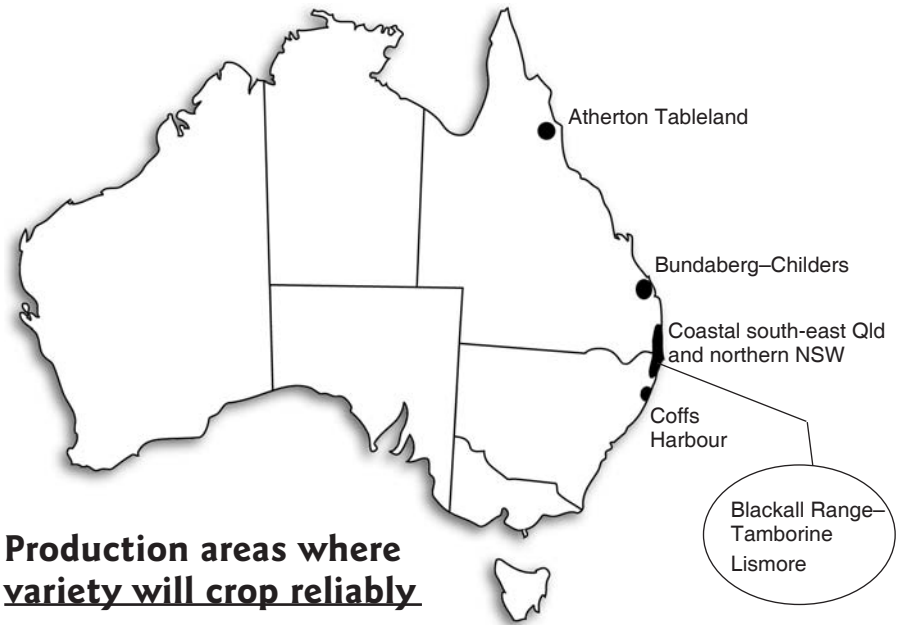 Atherton Tableland
Bundaberg–Childers
Coastal south-east Qld
and northern NSW
Coffs
Harbour
Blackall Range–
Tamborine
Lismore
Production areas where
variety will crop reliably